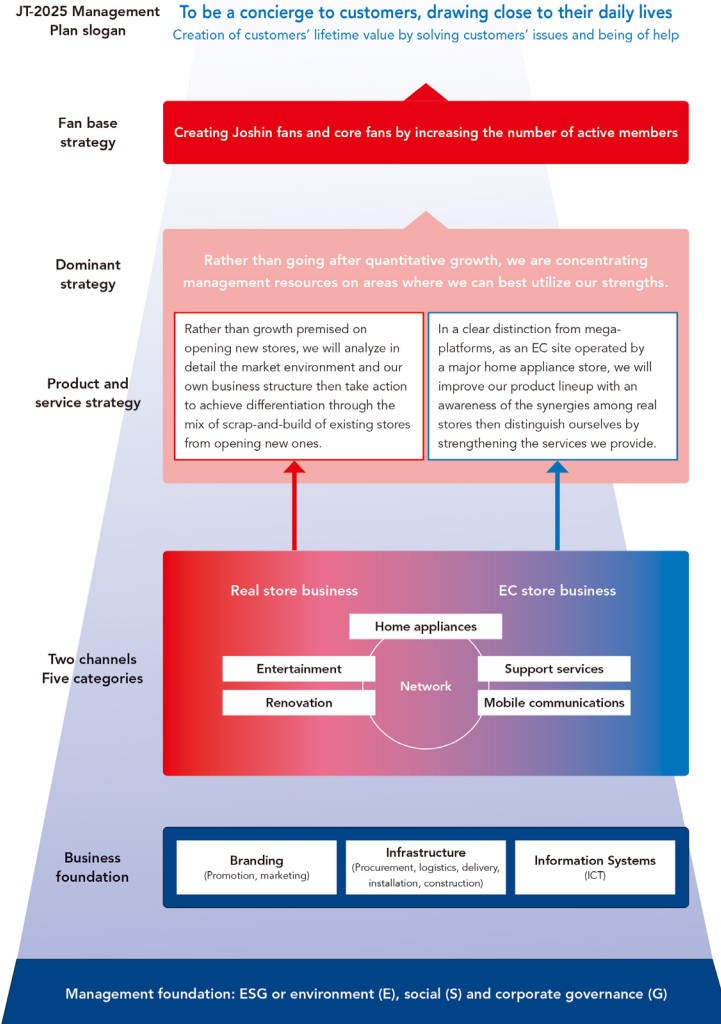 JT-2025 Management
Plan slogan
To be a concierge to customers, drawing close to their daily lives
Creation of customers’ lifetime value by solving customers’ issues and being of help
Fan base
strategy
Creating Joshin fans and core fans by increasing the number of active members
Dominant
strategy
Rather than going after quantitative growth, we are concentrating
management resources on areas where we can best utilize our strengths.
Product and
service strategy
Rather than growth premised on
opening new stores, we will analyze in
detail the market environment and our
own business structure then take action
to achieve differentiation through the
mix of scrap-and-build of existing stores
from opening new ones.
In a clear distinction from mega-
platforms, as an EC site operated by
a major home appliance store, we will
improve our product lineup with an
awareness of the synergies among real
stores then distinguish ourselves by
strengthening the services we provide.
Two channels
Five categories
Real store business
EC store business
Home appliances
Entertainment
Support services
Network
Renovation
Mobile communications
Business
foundation
Branding
(Promotion, marketing)
Infrastructure
(Procurement, logistics, delivery,
installation, construction)
Information Systems
(ICT)
Management foundation: ESG or environment (E), social (S) and corporate governance (G)